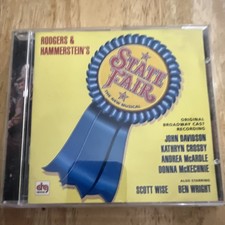 RODGERS &
HAMMERSTEIN'S
STATE
FAIR
THE NEW MUSICAL
ORIGINAL
BROADWAY CAST
RECORDING
JOHN DAVIDSON
KATHRYN CROSBY
ANDREA McARDLE
DONNA McKECHNIE
ALSO STARRING
SCOTT WISE BEN WRIGHT
drg